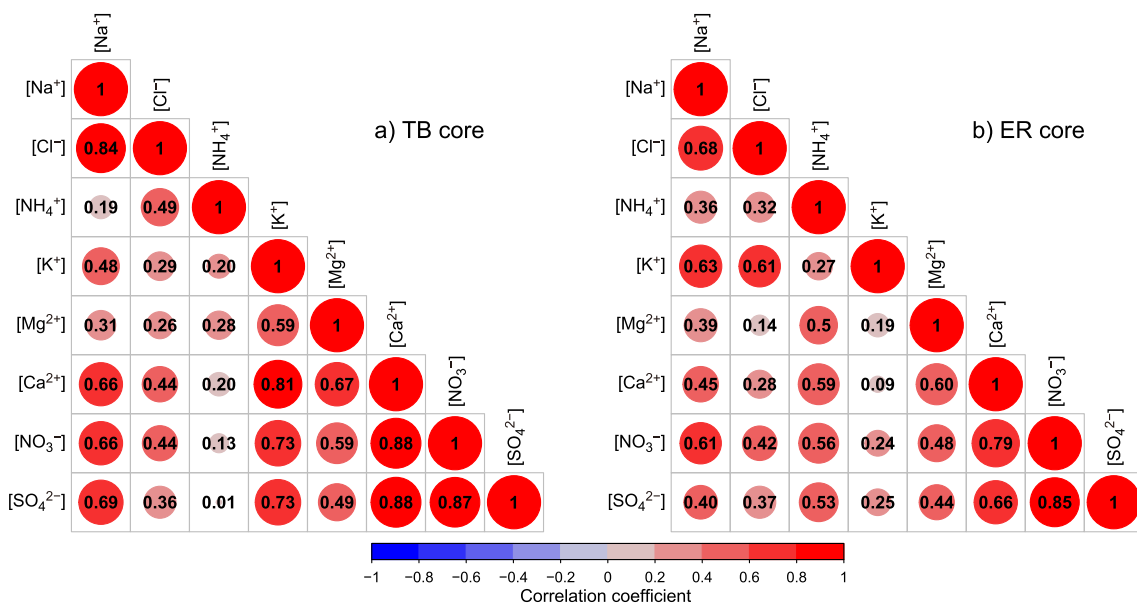 [Na⁺] [Na⁺]
[Na⁺] 1 [Cl⁻] [Na⁺] 1 [Cl⁻]
a) TB core b) ER core
[Cl⁻] 0.84 1 [NH₄⁺] [Cl⁻] 0.68 1 [NH₄⁺]
[NH₄⁺] 0.19 0.49 1 [K⁺] [NH₄⁺] 0.36 0.32 1 [K⁺]
[K⁺] 0.48 0.29 0.20 1 [Mg²⁺] [K⁺] 0.63 0.61 0.27 1 [Mg²⁺]
[Mg²⁺] 0.31 0.26 0.28 0.59 1 [Ca²⁺] [Mg²⁺] 0.39 0.14 0.5 0.19 1 [Ca²⁺]
[Ca²⁺] 0.66 0.44 0.20 0.81 0.67 1 [NO₃⁻] [Ca²⁺] 0.45 0.28 0.59 0.09 0.60 1 [NO₃⁻]
[NO₃⁻] 0.66 0.44 0.13 0.73 0.59 0.88 1 [SO₄²⁻] [NO₃⁻] 0.61 0.42 0.56 0.24 0.48 0.79 1 [SO₄²⁻]
[SO₄²⁻] 0.69 0.36 0.01 0.73 0.49 0.88 0.87 1 [SO₄²⁻] 0.40 0.37 0.53 0.25 0.44 0.66 0.85 1
−1 −0.8 −0.6 −0.4 −0.2 0 0.2 0.4 0.6 0.8 1
Correlation coefficient